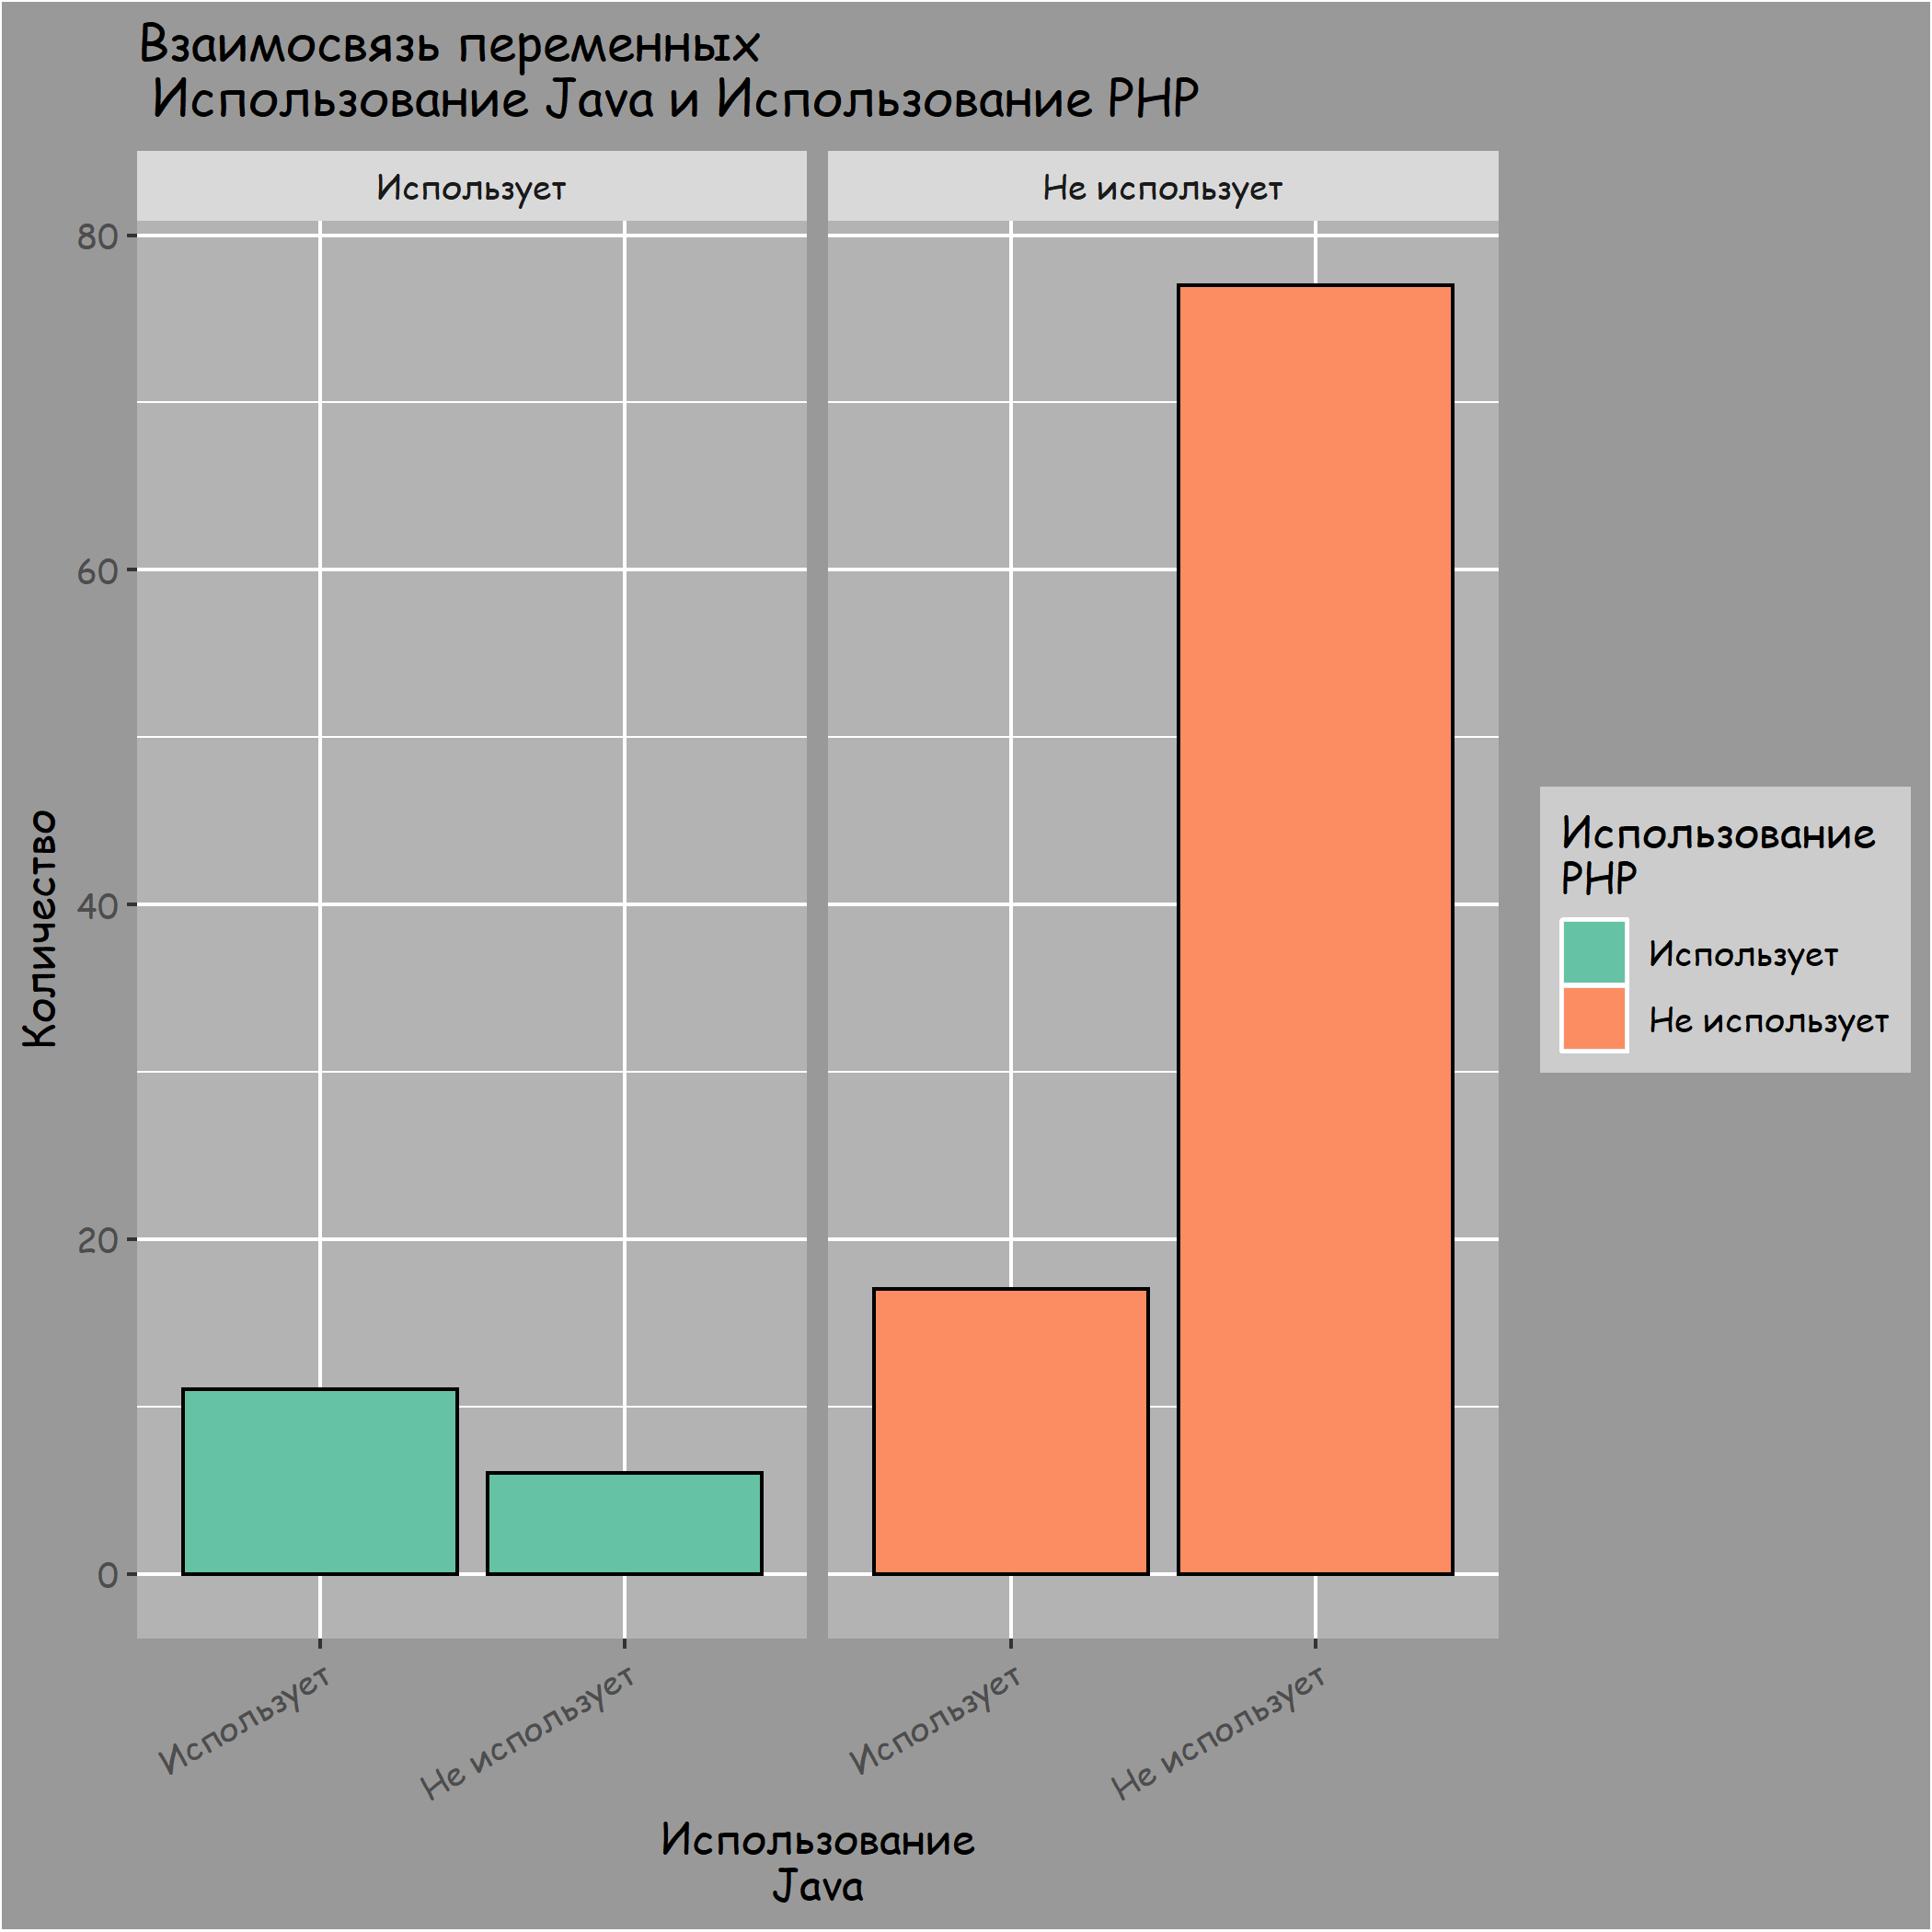 Взаимосвязь переменных
Использование Java и Использование PHP
Использует
Не использует
80
60
40
20
0
Количество
Использует
Не использует
Использует
Не использует
Использование
Java
Использование
PHP
Использует
Не использует